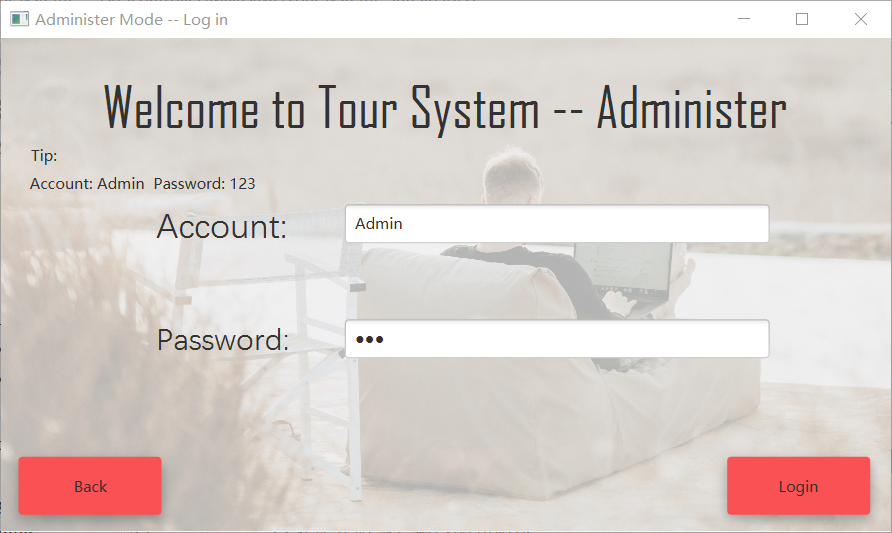 Administer Mode -- Log in
Welcome to Tour System -- Administer
Tip:
Account: Admin  Password: 123
Account:
Admin
Password:
•••
Back
Login